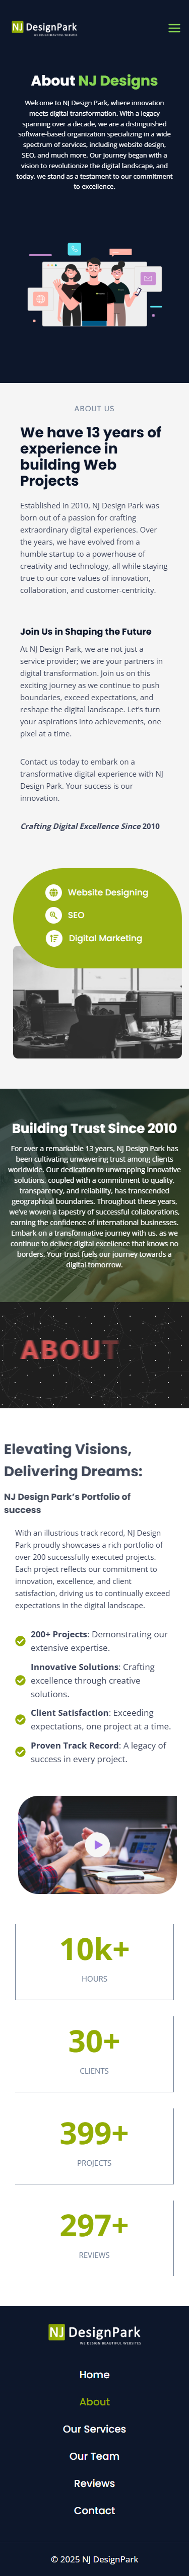 NJ DesignPark
WE DESIGN BEAUTIFUL WEBSITES
About NJ Designs
Welcome to NJ Design Park, where innovation
meets digital transformation. With a legacy
spanning over a decade, we are a distinguished
software-based organization specializing in a wide
spectrum of services, including website design,
SEO, and much more. Our journey began with a
vision to redefine the digital landscape, and
today, we stand as a testament to our commitment
to excellence.
ABOUT US
We have 13 years of
experience in
building Web
Projects
Established in 2010, NJ Design Park was
born out of a passion for crafting
extraordinary digital experiences. Over
the years, we have evolved from a
humble startup to a powerhouse of
creativity and technology, all while staying
true to our core values of innovation,
collaboration, and customer-centricity.
Join Us in Shaping the Future
At NJ Design Park, we are not just a
service provider; we are your partners in
digital transformation. Join us on this
exciting journey as we continue to push
boundaries, exceed expectations, and
reshape the digital landscape. Let's turn
your aspirations into achievements, one
pixel at a time.
Contact us today to embark on a
transformative digital experience with NJ
Design Park. Your success is our
innovation.
Crafting Digital Excellence Since 2010
Website Designing
SEO
Digital Marketing
Building Trust Since 2010
For over a remarkable 13 years, NJ Design Park has
been cultivating unwavering trust among clients
worldwide. Our dedication to unwrapping innovative
solutions, coupled with a commitment to quality,
transparency, and reliability, has transcended
geographical boundaries. Throughout these years,
we've woven a tapestry of successful collaborations,
earning the confidence of international businesses.
Embark on a transformative journey with us, as we
continue to deliver digital excellence that knows no
borders. Your trust fuels our journey towards a
digital tomorrow.
ABOUT
Elevating Visions,
Delivering Dreams:
NJ Design Park's Portfolio of
success
With an illustrious track record, NJ Design
Park proudly showcases a rich portfolio of
over 200 successfully executed projects.
Each project reflects our commitment to
innovation, excellence, and client
satisfaction, driving us to continually exceed
expectations in the digital landscape.
200+ Projects: Demonstrating our
extensive expertise.
Innovative Solutions: Crafting
excellence through creative
solutions.
Client Satisfaction: Exceeding
expectations, one project at a time.
Proven Track Record: A legacy of
success in every project.
10k+
HOURS
30+
CLIENTS
399+
PROJECTS
297+
REVIEWS
NJ DesignPark
WE DESIGN BEAUTIFUL WEBSITES
Home
About
Our Services
Our Team
Reviews
Contact
© 2025 NJ DesignPark